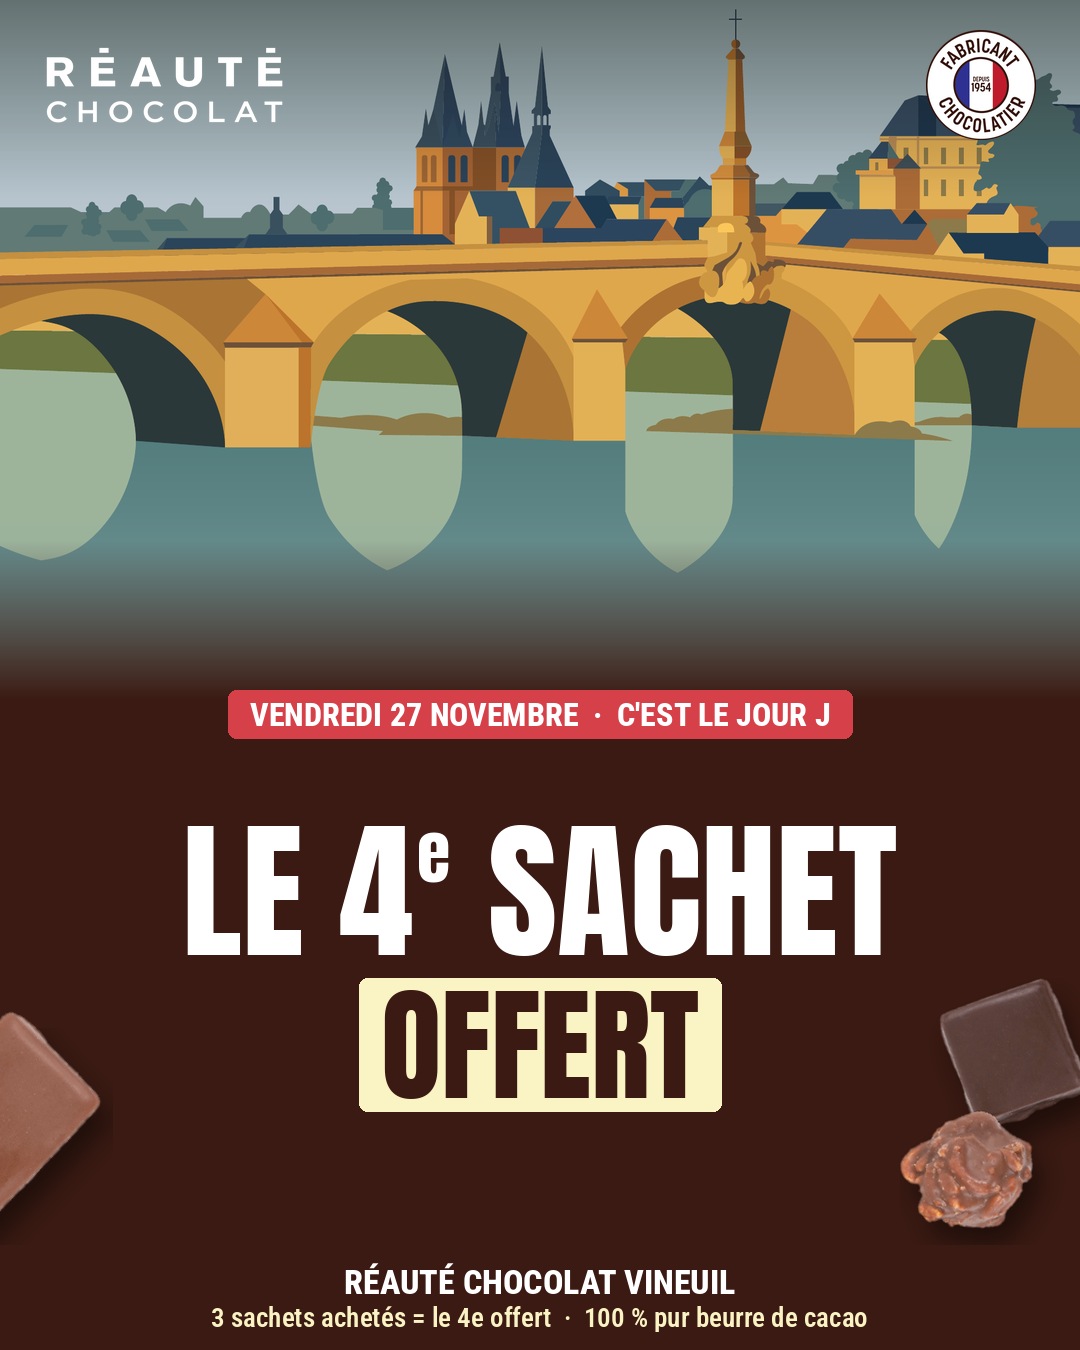 RÉAUTÉ
CHOCOLAT
FABRICANT
DEPUIS
1954
CHOCOLATIER
VENDREDI 27 NOVEMBRE · C'EST LE JOUR J
LE 4e SACHET
OFFERT
RÉAUTÉ CHOCOLAT VINEUIL
3 sachets achetés = le 4e offert · 100 % pur beurre de cacao